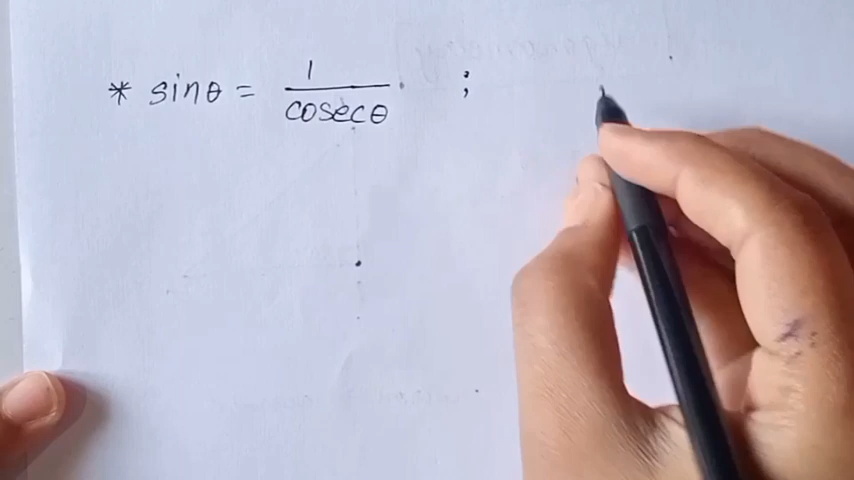 * sinθ = 1/cosecθ ;